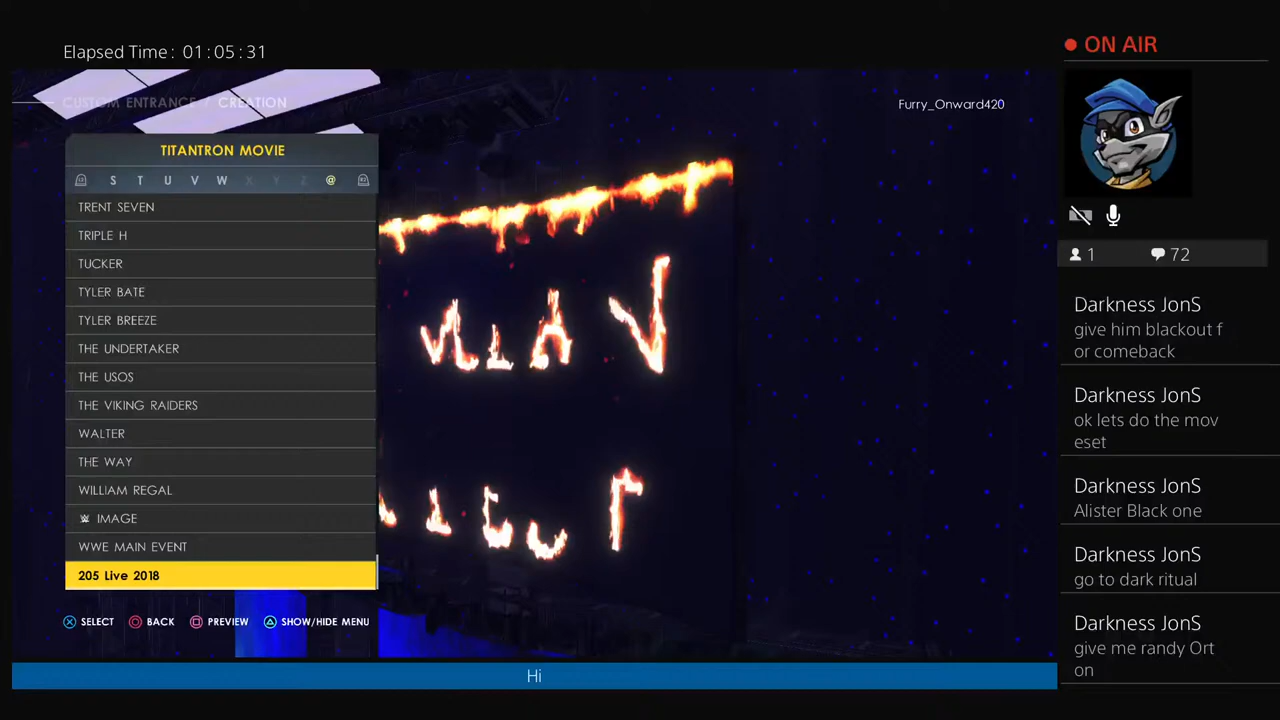 Elapsed Time: 01:05:31
ON AIR
CUSTOM ENTRANCE / CREATION
Furry_Onward420
TITANTRON MOVIE
S T U V W X Y Z @
TRENT SEVEN
TRIPLE H
TUCKER
TYLER BATE
TYLER BREEZE
THE UNDERTAKER
THE USOS
THE VIKING RAIDERS
WALTER
THE WAY
WILLIAM REGAL
IMAGE
WWE MAIN EVENT
205 Live 2018
SELECT BACK PREVIEW SHOW/HIDE MENU
Hi
1 72
Darkness JonS
give him blackout f
or comeback
Darkness JonS
ok lets do the mov
eset
Darkness JonS
Alister Black one
Darkness JonS
go to dark ritual
Darkness JonS
give me randy Ort
on